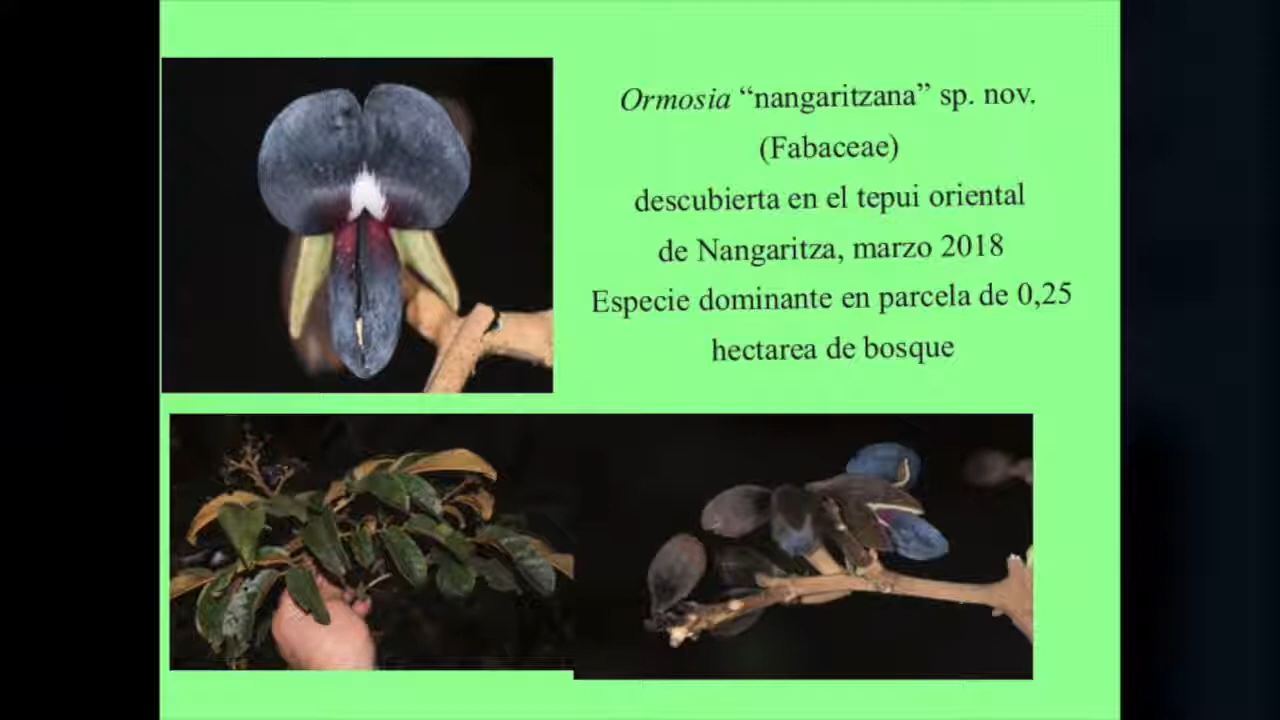 Ormosia “nangaritzana” sp. nov.
(Fabaceae)
descubierta en el tepui oriental
de Nangaritza, marzo 2018
Especie dominante en parcela de 0,25
hectarea de bosque